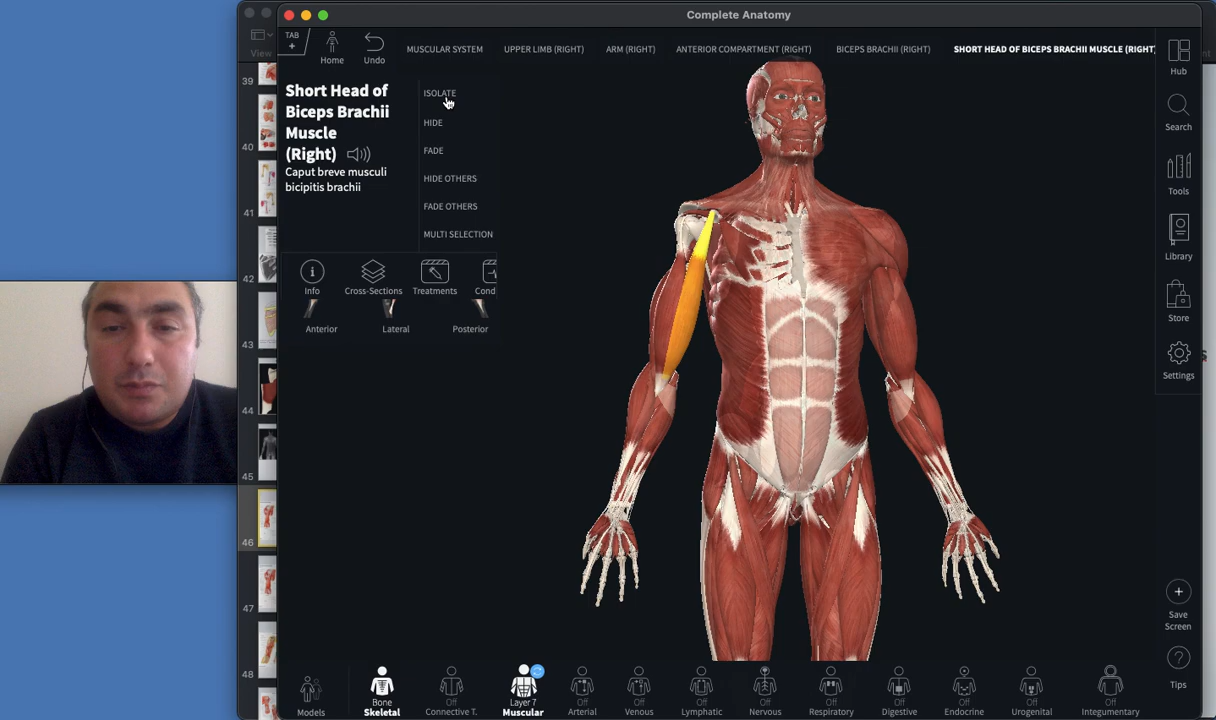 Complete Anatomy
TAB
+
Home
Undo
MUSCULAR SYSTEM
UPPER LIMB (RIGHT)
ARM (RIGHT)
ANTERIOR COMPARTMENT (RIGHT)
BICEPS BRACHII (RIGHT)
SHORT HEAD OF BICEPS BRACHII MUSCLE (RIGHT)
View
39
40
41
42
43
44
45
46
47
48
Short Head of
Biceps Brachii
Muscle
(Right)
Caput breve musculi
bicipitis brachii
ISOLATE
HIDE
FADE
HIDE OTHERS
FADE OTHERS
MULTI SELECTION
Info
Cross-Sections
Treatments
Cond
Anterior
Lateral
Posterior
Hub
Search
Tools
Library
Store
Settings
+
Save
Screen
?
Tips
Models
Bone
Skeletal
Off
Connective T.
Layer 7
Muscular
Off
Arterial
Off
Venous
Off
Lymphatic
Off
Nervous
Off
Respiratory
Off
Digestive
Off
Endocrine
Off
Urogenital
Off
Integumentary